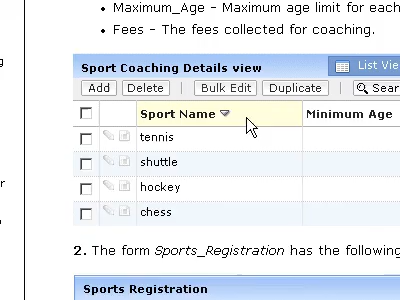 • Maximum_Age - Maximum age limit for each
• Fees - The fees collected for coaching.
Sport Coaching Details view
List Vie
Add Delete | Bulk Edit Duplicate | Sear
Sport Name Minimum Age
tennis
shuttle
hockey
chess
2. The form Sports_Registration has the following
Sports Registration